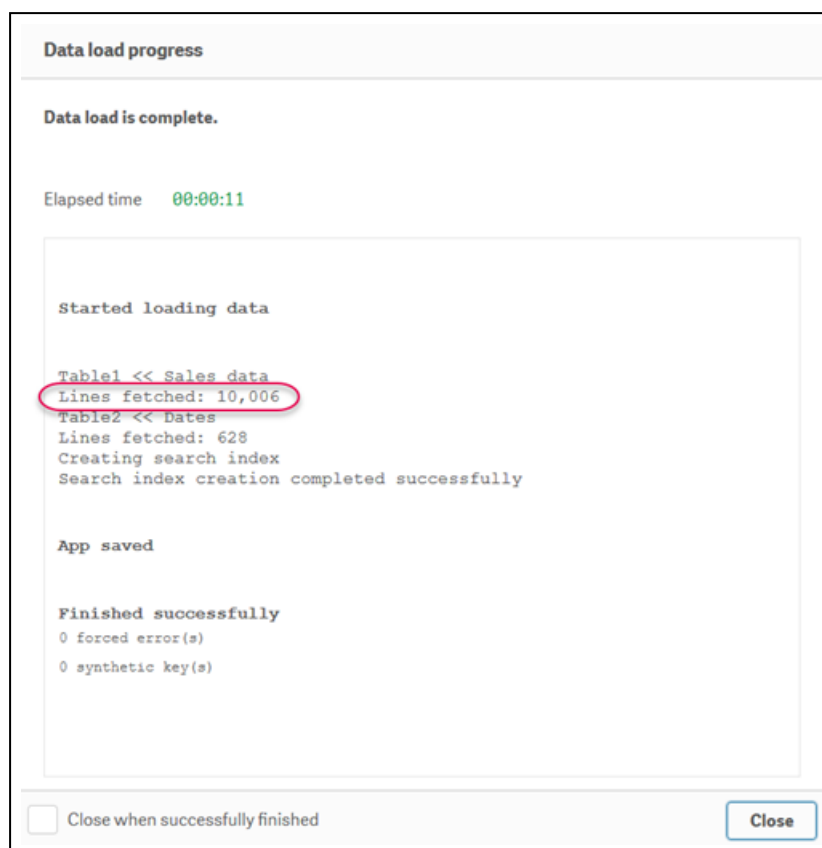 Data load progress
Data load is complete.
Elapsed time 00:00:11
Started loading data
Table1 << Sales data
Lines fetched: 10,006
Table2 << Dates
Lines fetched: 628
Creating search index
Search index creation completed successfully
App saved
Finished successfully
0 forced error(s)
0 synthetic key(s)
Close when successfully finished
Close